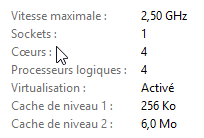 Vitesse maximale : 2,50 GHz
Sockets : 1
Cœurs : 4
Processeurs logiques : 4
Virtualisation : Activé
Cache de niveau 1 : 256 Ko
Cache de niveau 2 : 6,0 Mo